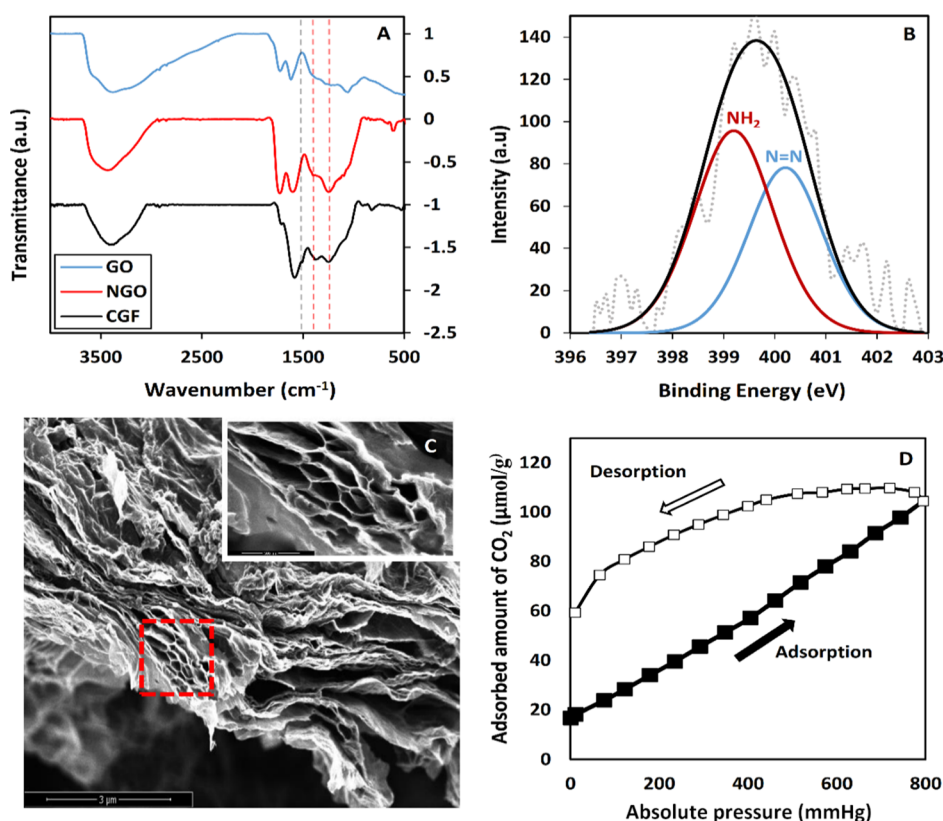 A
Transmittance (a.u.)
1
0.5
0
-0.5
-1
-1.5
-2
-2.5
GO
NGO
CGF
3500 2500 1500 500
Wavenumber (cm⁻¹)
B
Intensity (a.u)
140
120
100
80
60
40
20
0
NH₂
N=N
396 397 398 399 400 401 402 403
Binding Energy (eV)
C
3 µm
D
Adsorbed amount of CO₂ (µmol/g)
120
100
80
60
40
20
0
Desorption
Adsorption
0 200 400 600 800
Absolute pressure (mmHg)